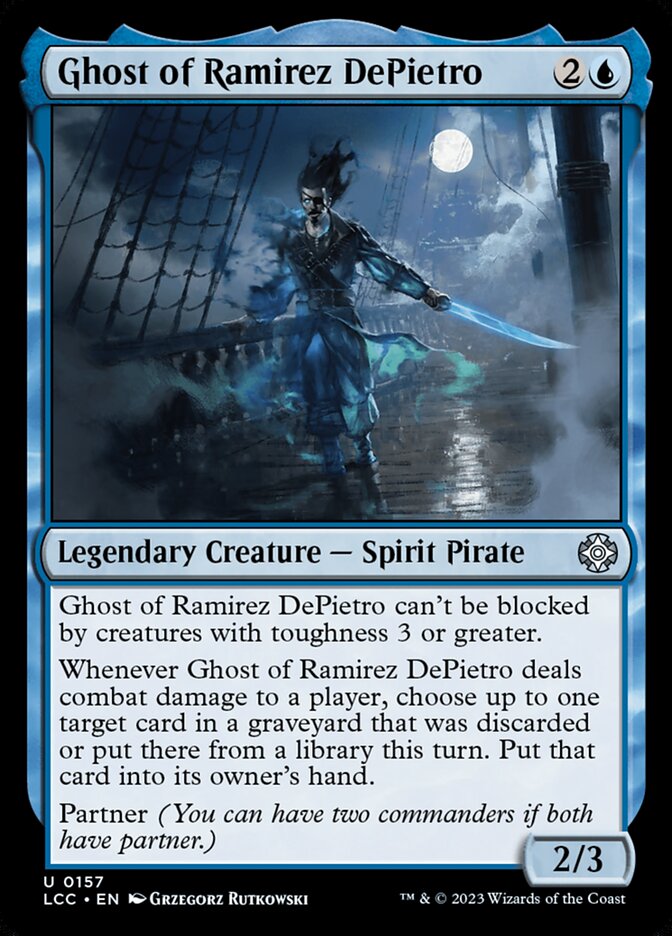 Ghost of Ramirez DePietro 2
Legendary Creature — Spirit Pirate
Ghost of Ramirez DePietro can't be blocked
by creatures with toughness 3 or greater.
Whenever Ghost of Ramirez DePietro deals
combat damage to a player, choose up to one
target card in a graveyard that was discarded
or put there from a library this turn. Put that
card into its owner's hand.
Partner (You can have two commanders if both
have partner.)
2/3
U 0157
LCC • EN Grzegorz Rutkowski ™ & © 2023 Wizards of the Coast